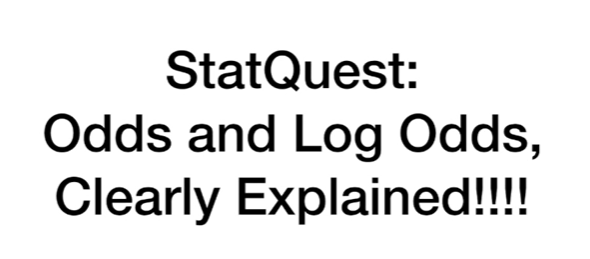 StatQuest:
Odds and Log Odds,
Clearly Explained!!!!